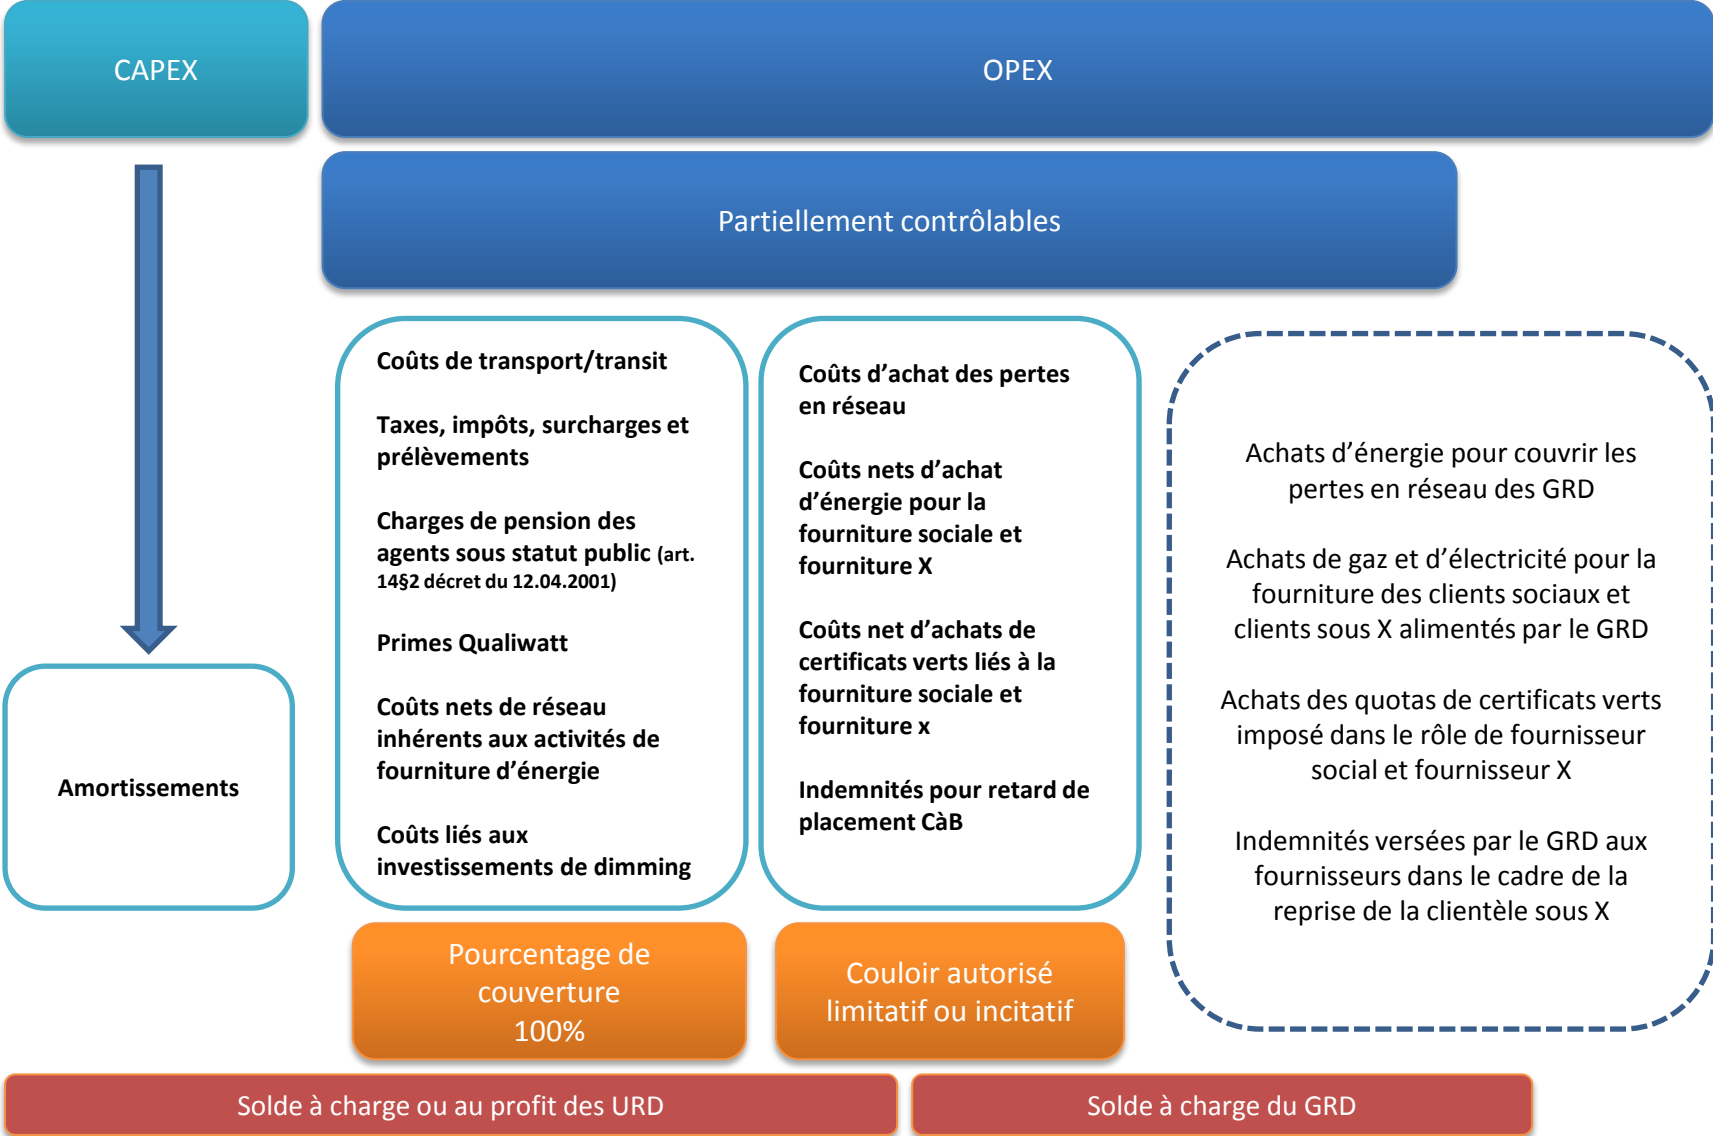 CAPEX
OPEX
Partiellement contrôlables
Amortissements
Coûts de transport/transit
Taxes, impôts, surcharges et
prélèvements
Charges de pension des
agents sous statut public (art.
14§2 décret du 12.04.2001)
Primes Qualiwatt
Coûts nets de réseau
inhérents aux activités de
fourniture d'énergie
Coûts liés aux
investissements de dimming
Pourcentage de
couverture
100%
Coûts d'achat des pertes
en réseau
Coûts nets d'achat
d'énergie pour la
fourniture sociale et
fourniture X
Coûts net d'achats de
certificats verts liés à la
fourniture sociale et
fourniture x
Indemnités pour retard de
placement CàB
Couloir autorisé
limitatif ou incitatif
Achats d'énergie pour couvrir les
pertes en réseau des GRD
Achats de gaz et d'électricité pour la
fourniture des clients sociaux et
clients sous X alimentés par le GRD
Achats des quotas de certificats verts
imposé dans le rôle de fournisseur
social et fournisseur X
Indemnités versées par le GRD aux
fournisseurs dans le cadre de la
reprise de la clientèle sous X
Solde à charge ou au profit des URD
Solde à charge du GRD